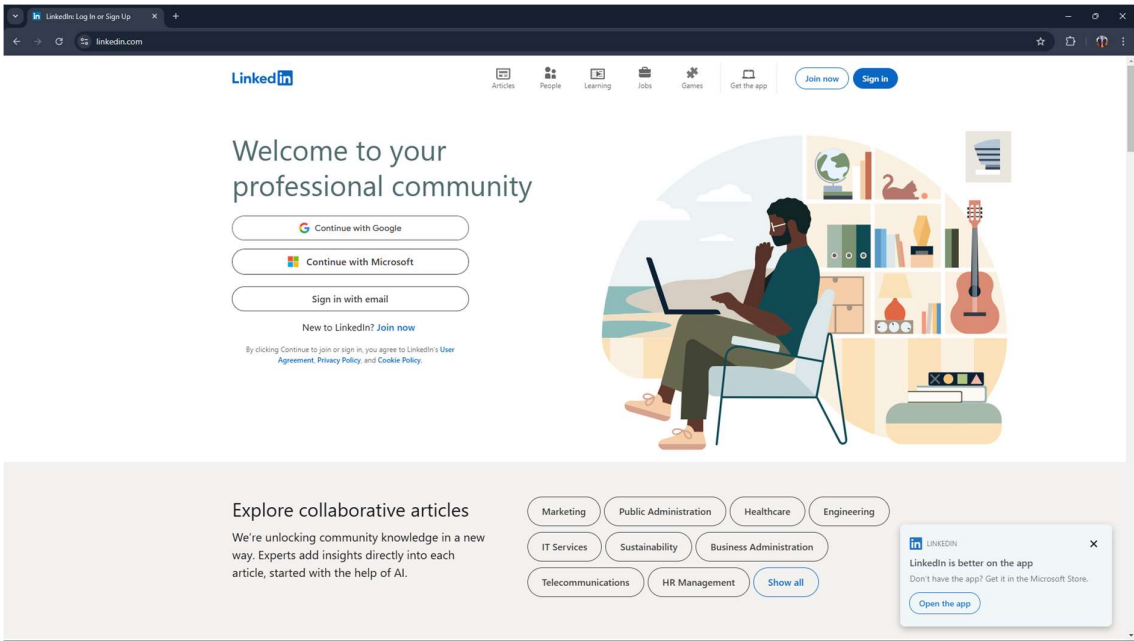 LinkedIn: Log In or Sign Up
linkedin.com
LinkedIn
Articles
People
Learning
Jobs
Games
Get the app
Join now
Sign in
Welcome to your
professional community
Continue with Google
Continue with Microsoft
Sign in with email
New to LinkedIn? Join now
By clicking Continue to join or sign in, you agree to LinkedIn's User
Agreement, Privacy Policy, and Cookie Policy.
Explore collaborative articles
We're unlocking community knowledge in a new
way. Experts add insights directly into each
article, started with the help of AI.
Marketing
Public Administration
Healthcare
Engineering
IT Services
Sustainability
Business Administration
Telecommunications
HR Management
Show all
in LINKEDIN
LinkedIn is better on the app
Don't have the app? Get it in the Microsoft Store.
Open the app